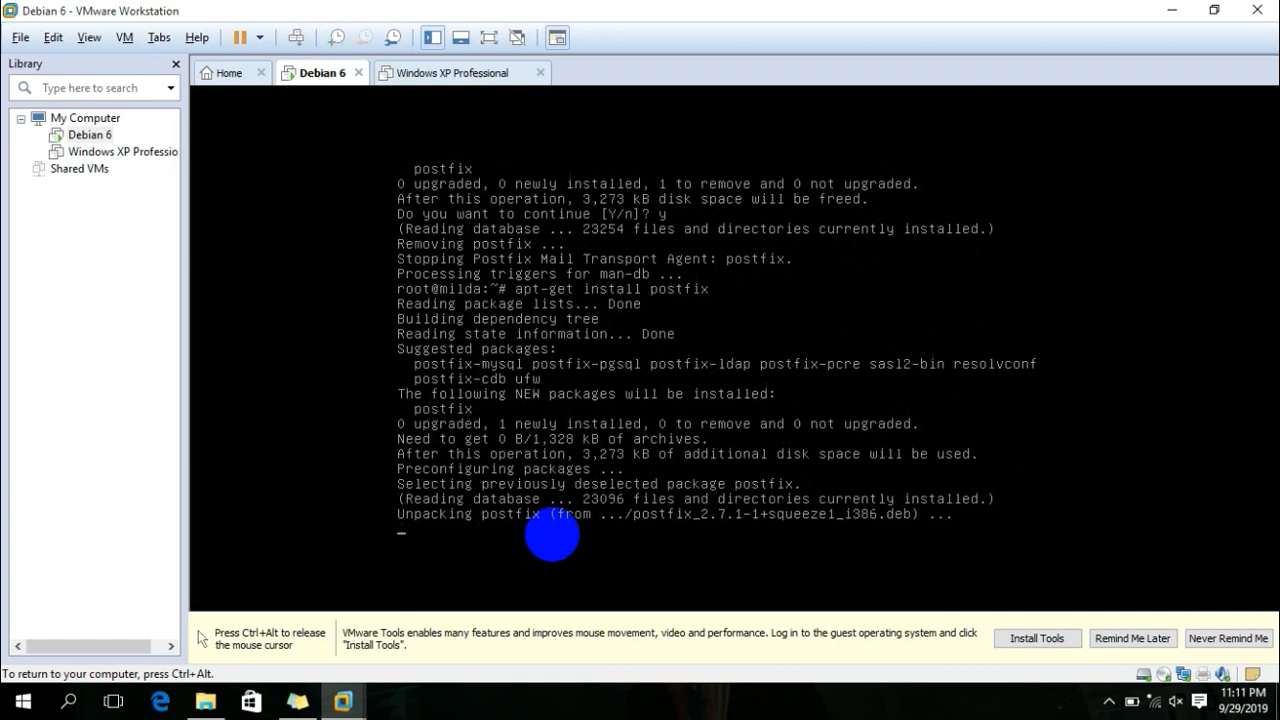 Debian 6 - VMware Workstation
File Edit View VM Tabs Help
Library
Home
Debian 6
Windows XP Professional
Type here to search
My Computer
Debian 6
Windows XP Professio
Shared VMs
postfix
0 upgraded, 0 newly installed, 1 to remove and 0 not upgraded.
After this operation, 3,273 kB disk space will be freed.
Do you want to continue [Y/n]? y
(Reading database ... 23254 files and directories currently installed.)
Removing postfix ...
Stopping Postfix Mail Transport Agent: postfix.
Processing triggers for man-db ...
root@milda:~# apt-get install postfix
Reading package lists... Done
Building dependency tree
Reading state information... Done
Suggested packages:
postfix-mysql postfix-pgsql postfix-ldap postfix-pcre sasl2-bin resolvconf
postfix-cdb ufw
The following NEW packages will be installed:
postfix
0 upgraded, 1 newly installed, 0 to remove and 0 not upgraded.
Need to get 0 B/1,328 kB of archives.
After this operation, 3,273 kB of additional disk space will be used.
Preconfiguring packages ...
Selecting previously deselected package postfix.
(Reading database ... 23096 files and directories currently installed.)
Unpacking postfix (from .../postfix_2.7.1-1+squeeze1_i386.deb) ...
Press Ctrl+Alt to release
the mouse cursor
VMware Tools enables many features and improves mouse movement, video and performance. Log in to the guest operating system and click
"Install Tools".
Install Tools
Remind Me Later
Never Remind Me
To return to your computer, press Ctrl+Alt.
11:11 PM
9/29/2019